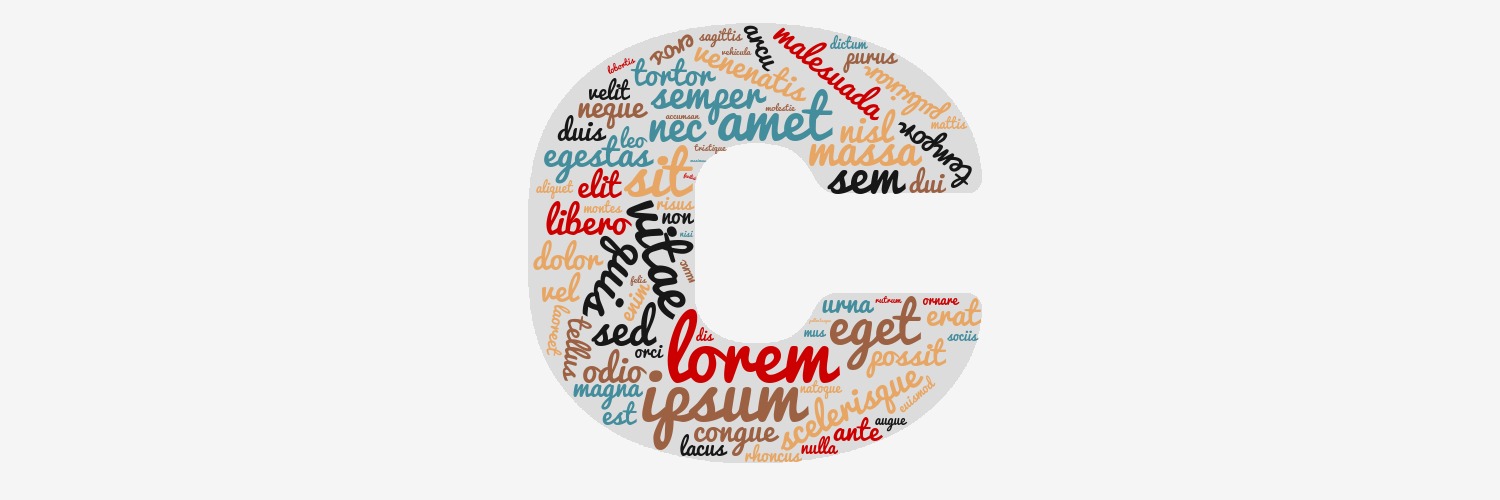 arcu
sagittis
malesuada
dictum
vehicula
purus
venenatis
lobortis
tortor
pulvinar
velit
semper
neque
molestie
amet
accumsan
mattis
duis
leo
nec
nisl
tempor
tristique
egestas
massa
sit
aliquet
elit
sem
dui
montes
risus
libero
non
vitae
nisi
quis
dolor
nunc
felis
vel
enim
urna
rutrum
ornare
laoreet
tellus
sed
eget
erat
mus
dis
sociis
orci
lorem
possit
odio
magna
natoque
ipsum
scelerisque
euismod
est
congue
ante
augue
lacus
rhoncus
nulla